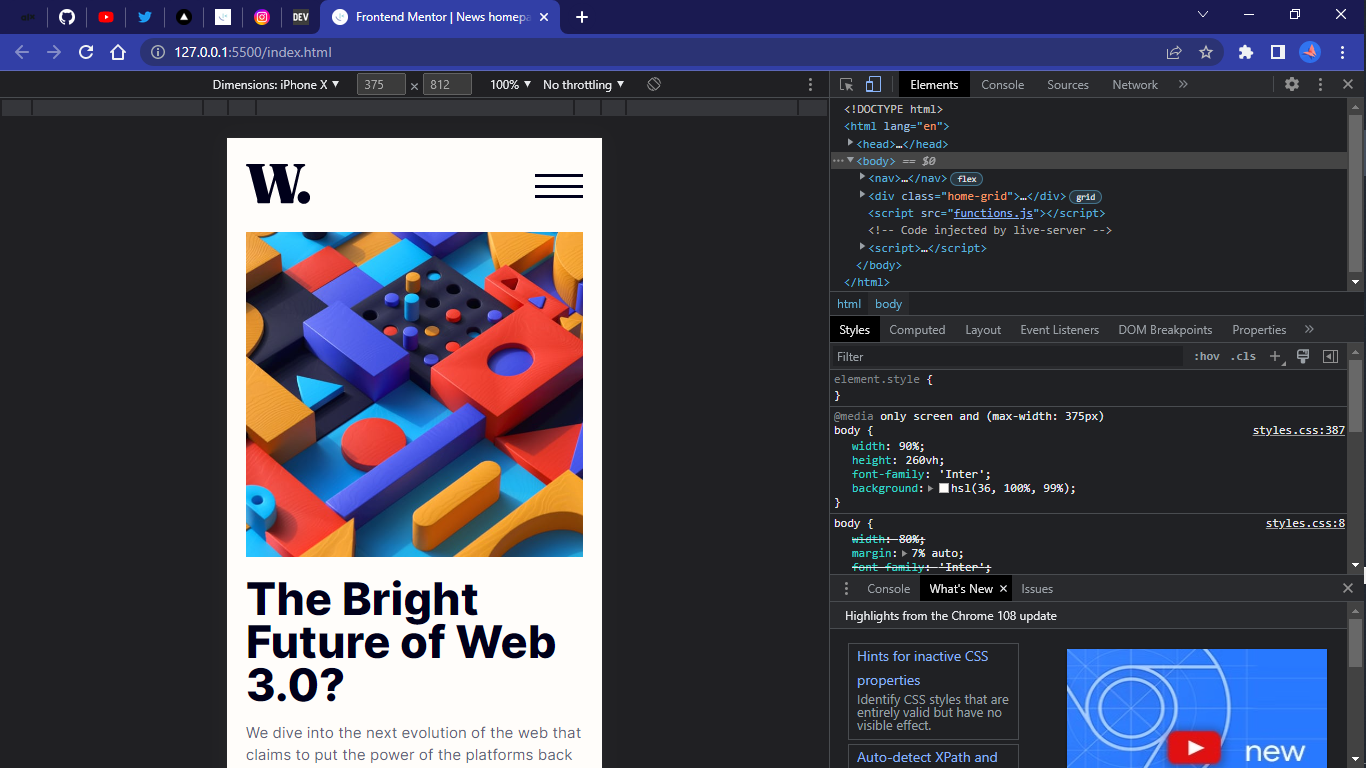 DEV
Frontend Mentor | News homepa
127.0.0.1:5500/index.html
Dimensions: iPhone X ▼ 375 × 812 100% ▼ No throttling ▼
Elements Console Sources Network »
<!DOCTYPE html>
<html lang="en">
<head>…</head>
<body> == $0
<nav>…</nav> flex
<div class="home-grid">…</div> grid
<script src="functions.js"></script>
<!-- Code injected by live-server -->
<script>…</script>
</body>
</html>
html body
Styles Computed Layout Event Listeners DOM Breakpoints Properties »
Filter :hov .cls +
element.style {
}
@media only screen and (max-width: 375px)
body { styles.css:387
width: 90%;
height: 260vh;
font-family: 'Inter';
background: hsl(36, 100%, 99%);
}
body { styles.css:8
width: 80%;
margin: 7% auto;
font-family: 'Inter';
Console What's New Issues
Highlights from the Chrome 108 update
Hints for inactive CSS
properties
Identify CSS styles that are
entirely valid but have no
visible effect.
Auto-detect XPath and
new
W.
The Bright
Future of Web
3.0?
We dive into the next evolution of the web that
claims to put the power of the platforms back